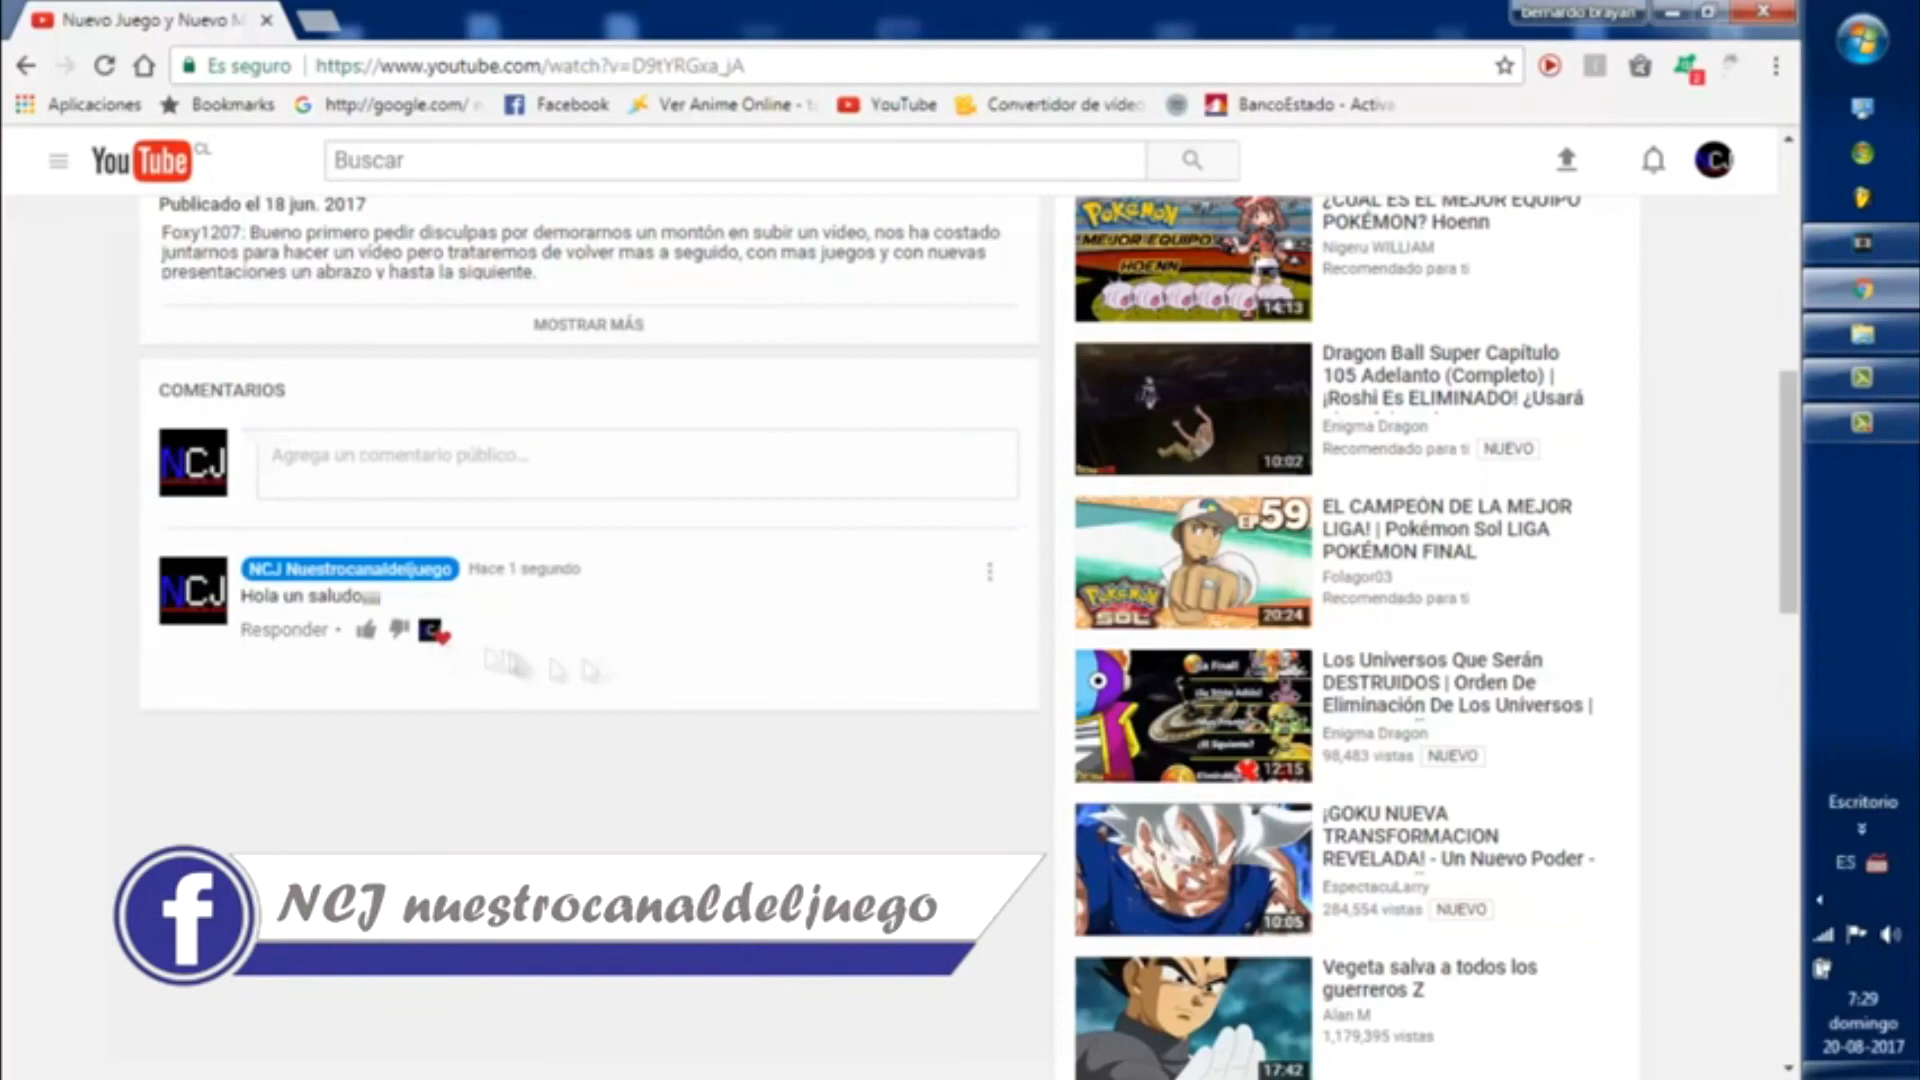 Nuevo Juego y Nuevo M
bernardo brayan
Es seguro
https://www.youtube.com/watch?v=D9tYRGxa_jA
Aplicaciones
Bookmarks
http://google.com/
Facebook
Ver Anime Online -
YouTube
Convertidor de vídeo
BancoEstado - Activa
YouTube CL
Buscar
NCJ
Publicado el 18 jun. 2017
Foxy1207: Bueno primero pedir disculpas por demorarnos un montón en subir un video, nos ha costado
juntarnos para hacer un vídeo pero trataremos de volver mas a seguido, con mas juegos y con nuevas
presentaciones un abrazo y hasta la siguiente.
MOSTRAR MÁS
COMENTARIOS
NCJ
Agrega un comentario público...
NCJ
NCJ Nuestrocanaldeljuego Hace 1 segundo
Hola un saludo¡¡¡¡¡
Responder •
NCJ nuestrocanaldeljuego
POKÉMON
MEJOR EQUIPO
HOENN
14:13
¿CUAL ES EL MEJOR EQUIPO
POKÉMON? Hoenn
Nigeru WILLIAM
Recomendado para ti
10:02
Dragon Ball Super Capítulo
105 Adelanto (Completo) |
¡Roshi Es ELIMINADO! ¿Usará
Enigma Dragon
Recomendado para ti NUEVO
EP 59
POKÉMON
SOL
20:24
EL CAMPEÓN DE LA MEJOR
LIGA! | Pokémon Sol LIGA
POKÉMON FINAL
Folagor03
Recomendado para ti
12:15
Los Universos Que Serán
DESTRUIDOS | Orden De
Eliminación De Los Universos |
Enigma Dragon
98,483 vistas NUEVO
10:05
¡GOKU NUEVA
TRANSFORMACION
REVELADA! - Un Nuevo Poder -
EspectacuLarry
284,554 vistas NUEVO
17:42
Vegeta salva a todos los
guerreros Z
Alan M
1,179,395 vistas
Escritorio
ES
7:29
domingo
20-08-2017